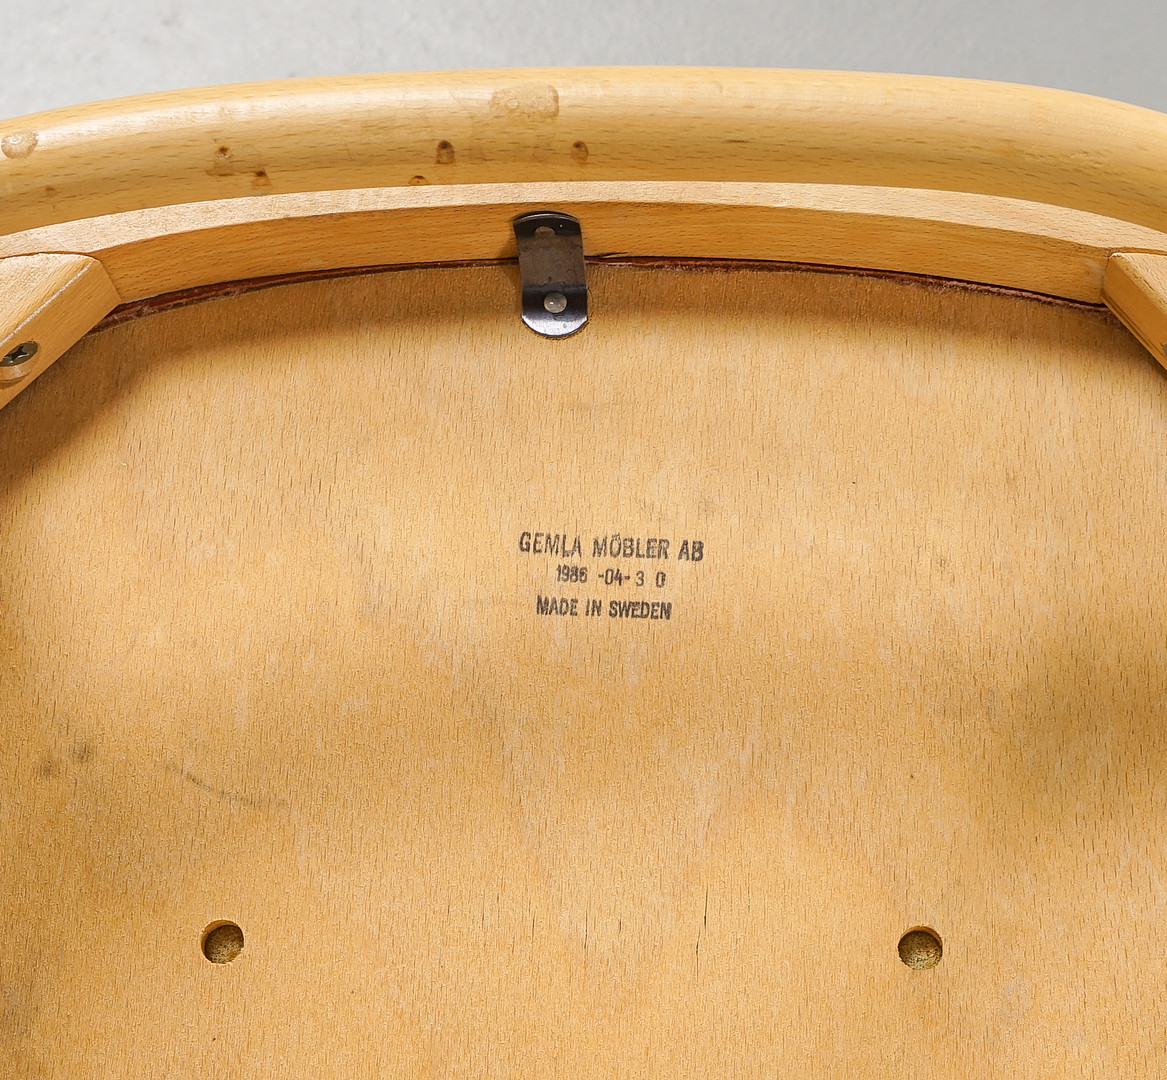 GEMLA MÖBLER AB
1986 -04- 3 0
MADE IN SWEDEN